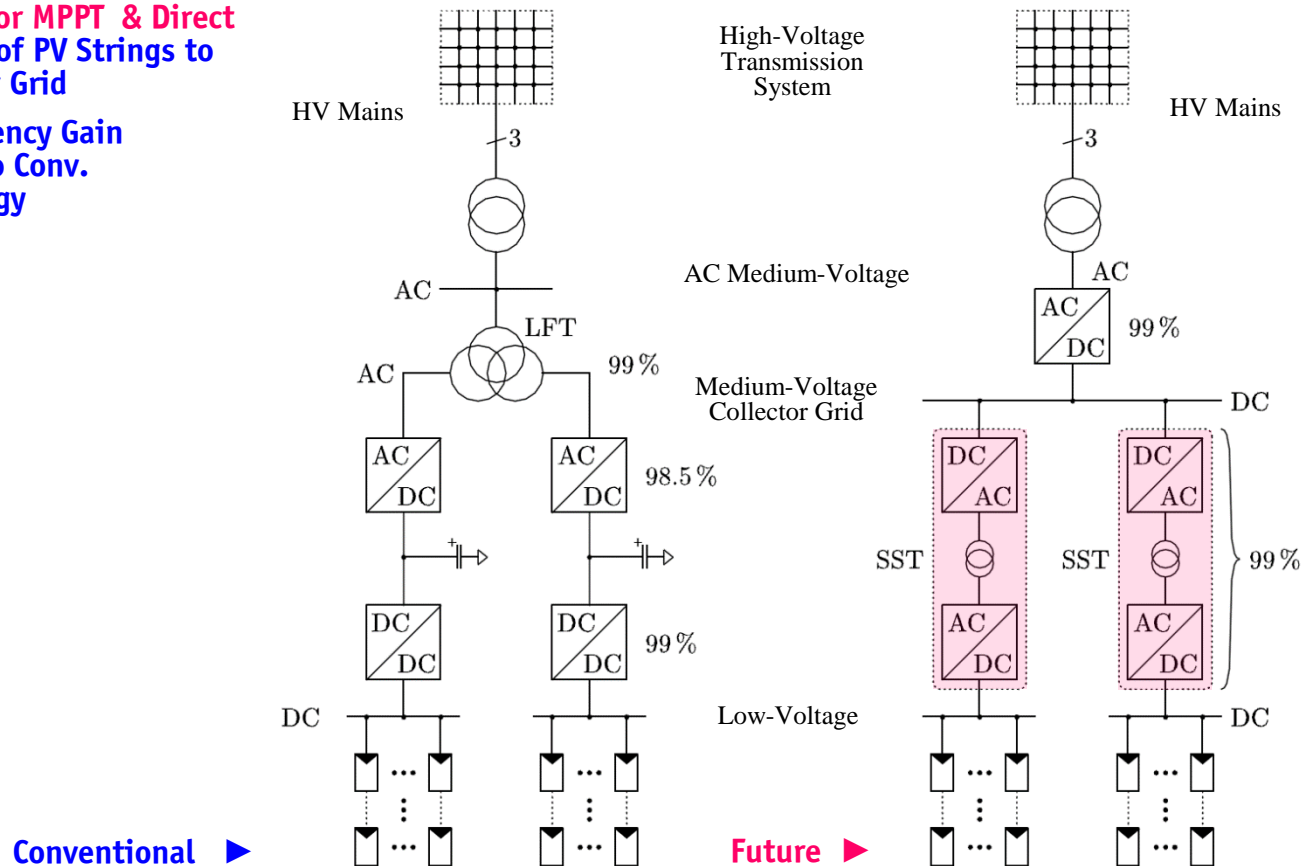 or MPPT & Direct
of PV Strings to
Grid
ency Gain
Conv.
gy
High-Voltage
Transmission
System
HV Mains
HV Mains
3
3
AC Medium-Voltage
AC
AC
LFT
AC
DC
99%
AC
99%
Medium-Voltage
Collector Grid
DC
AC
DC
AC
DC
98.5%
DC
AC
DC
AC
+
+
SST
SST
99%
DC
DC
DC
DC
99%
AC
DC
AC
DC
DC
Low-Voltage
DC
Conventional ►
Future ►